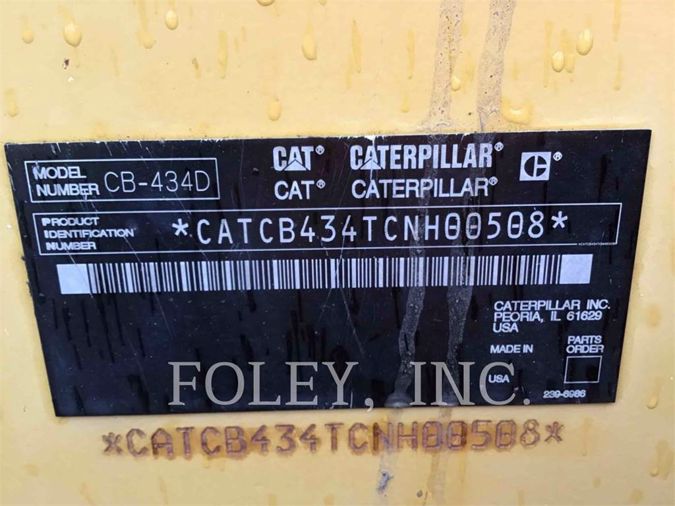 MODEL NUMBER CB-434D
CAT® CATERPILLAR® C®
CAT® CATERPILLAR®
PRODUCT IDENTIFICATION NUMBER *CATCB434TCNH00508*
CATERPILLAR INC.
PEORIA, IL 61629
USA
MADE IN
USA
PARTS ORDER
239-6986
FOLEY, INC.
*CATCB434TCNH00508*